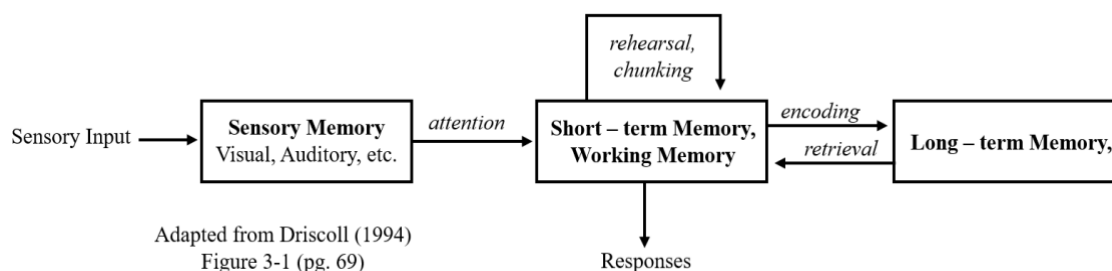 rehearsal,
chunking
Sensory Input
Sensory Memory
Visual, Auditory, etc.
attention
Short – term Memory,
Working Memory
encoding
retrieval
Long – term Memory,
Adapted from Driscoll (1994)
Figure 3-1 (pg. 69)
Responses